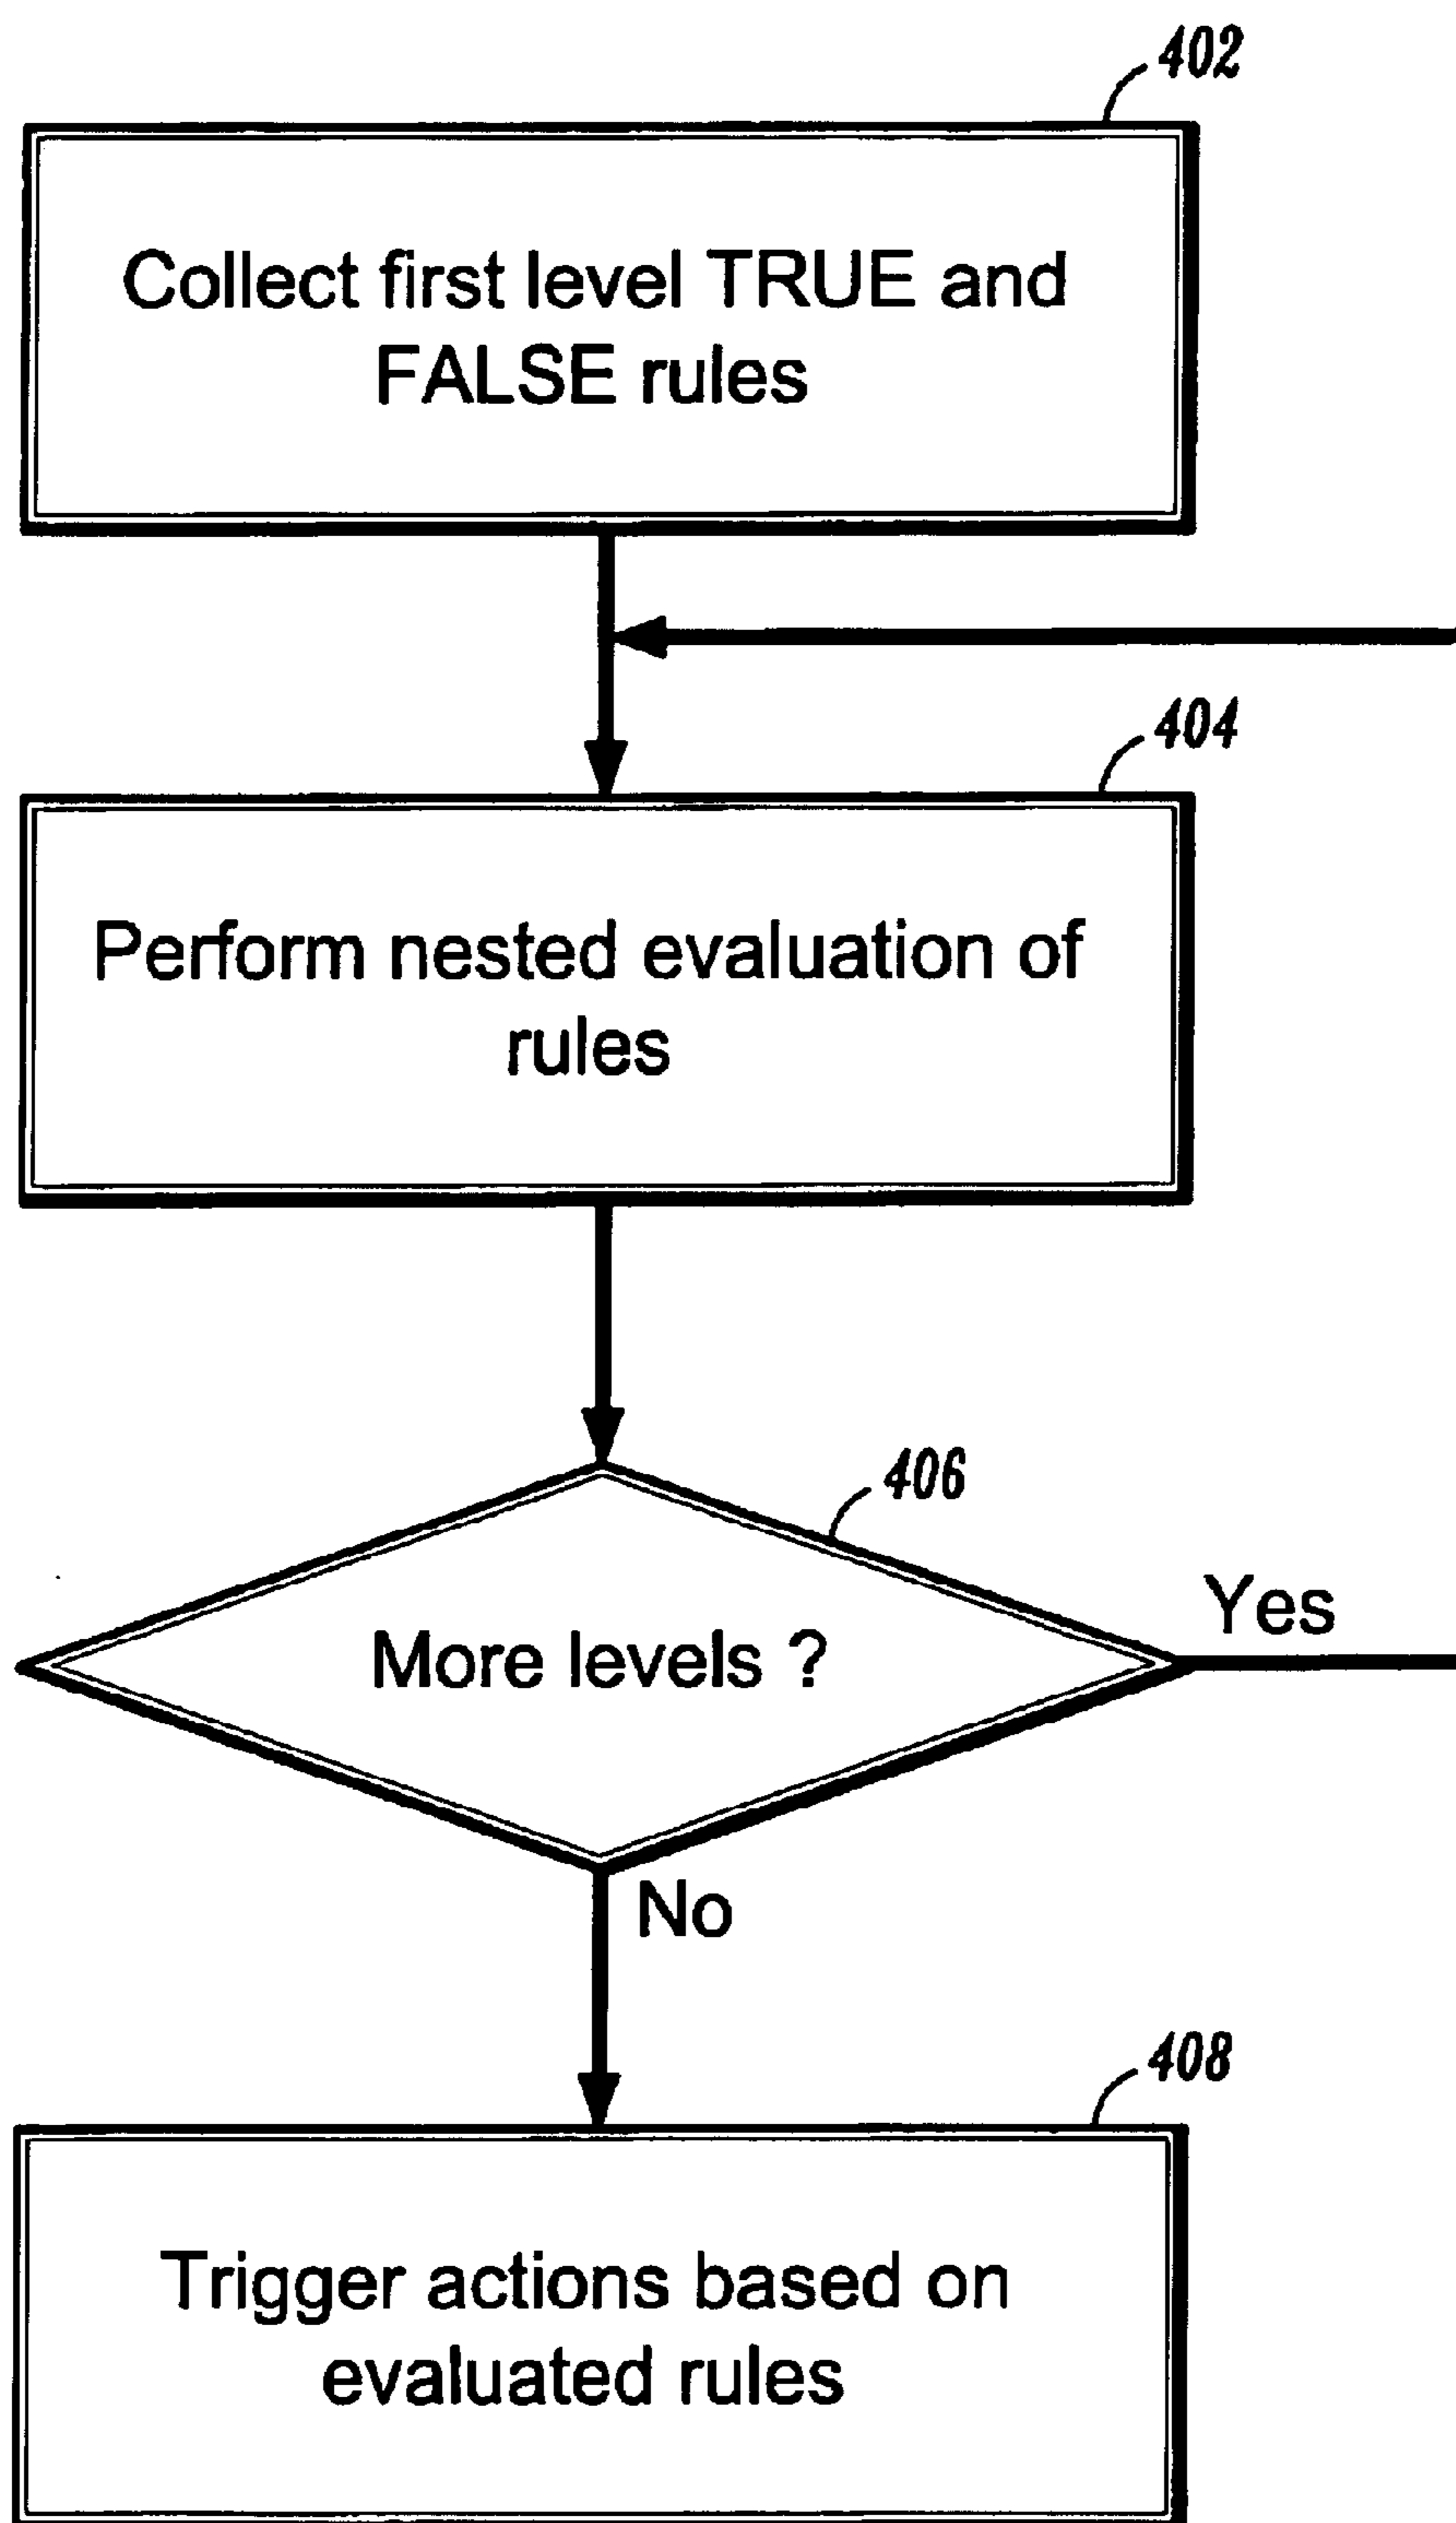 402
Collect first level TRUE and
FALSE rules
404
Perform nested evaluation of
rules
406
Yes
More levels ?
No
408
Trigger actions based on
evaluated rules